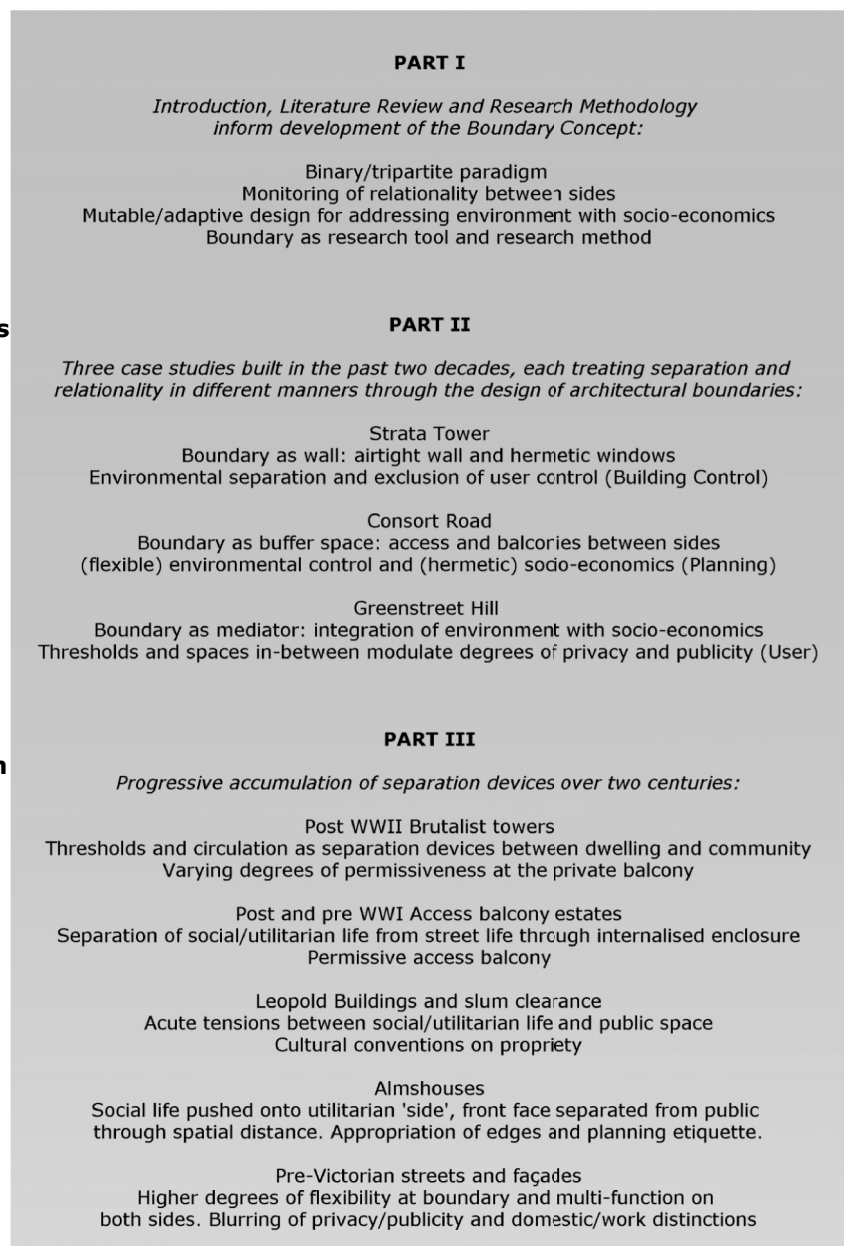 PART I
Introduction, Literature Review and Research Methodology
inform development of the Boundary Concept:
Binary/tripartite paradigm
Monitoring of relationality between sides
Mutable/adaptive design for addressing environment with socio-economics
Boundary as research tool and research method
s
PART II
Three case studies built in the past two decades, each treating separation and
relationality in different manners through the design of architectural boundaries:
Strata Tower
Boundary as wall: airtight wall and hermetic windows
Environmental separation and exclusion of user control (Building Control)
Consort Road
Boundary as buffer space: access and balconies between sides
(flexible) environmental control and (hermetic) socio-economics (Planning)
Greenstreet Hill
Boundary as mediator: integration of environment with socio-economics
Thresholds and spaces in-between modulate degrees of privacy and publicity (User)
PART III
Progressive accumulation of separation devices over two centuries:
Post WWII Brutalist towers
Thresholds and circulation as separation devices between dwelling and community
Varying degrees of permissiveness at the private balcony
Post and pre WWI Access balcony estates
Separation of social/utilitarian life from street life through internalised enclosure
Permissive access balcony
Leopold Buildings and slum clearance
Acute tensions between social/utilitarian life and public space
Cultural conventions on propriety
Almshouses
Social life pushed onto utilitarian 'side', front face separated from public
through spatial distance. Appropriation of edges and planning etiquette.
Pre-Victorian streets and façades
Higher degrees of flexibility at boundary and multi-function on
both sides. Blurring of privacy/publicity and domestic/work distinctions